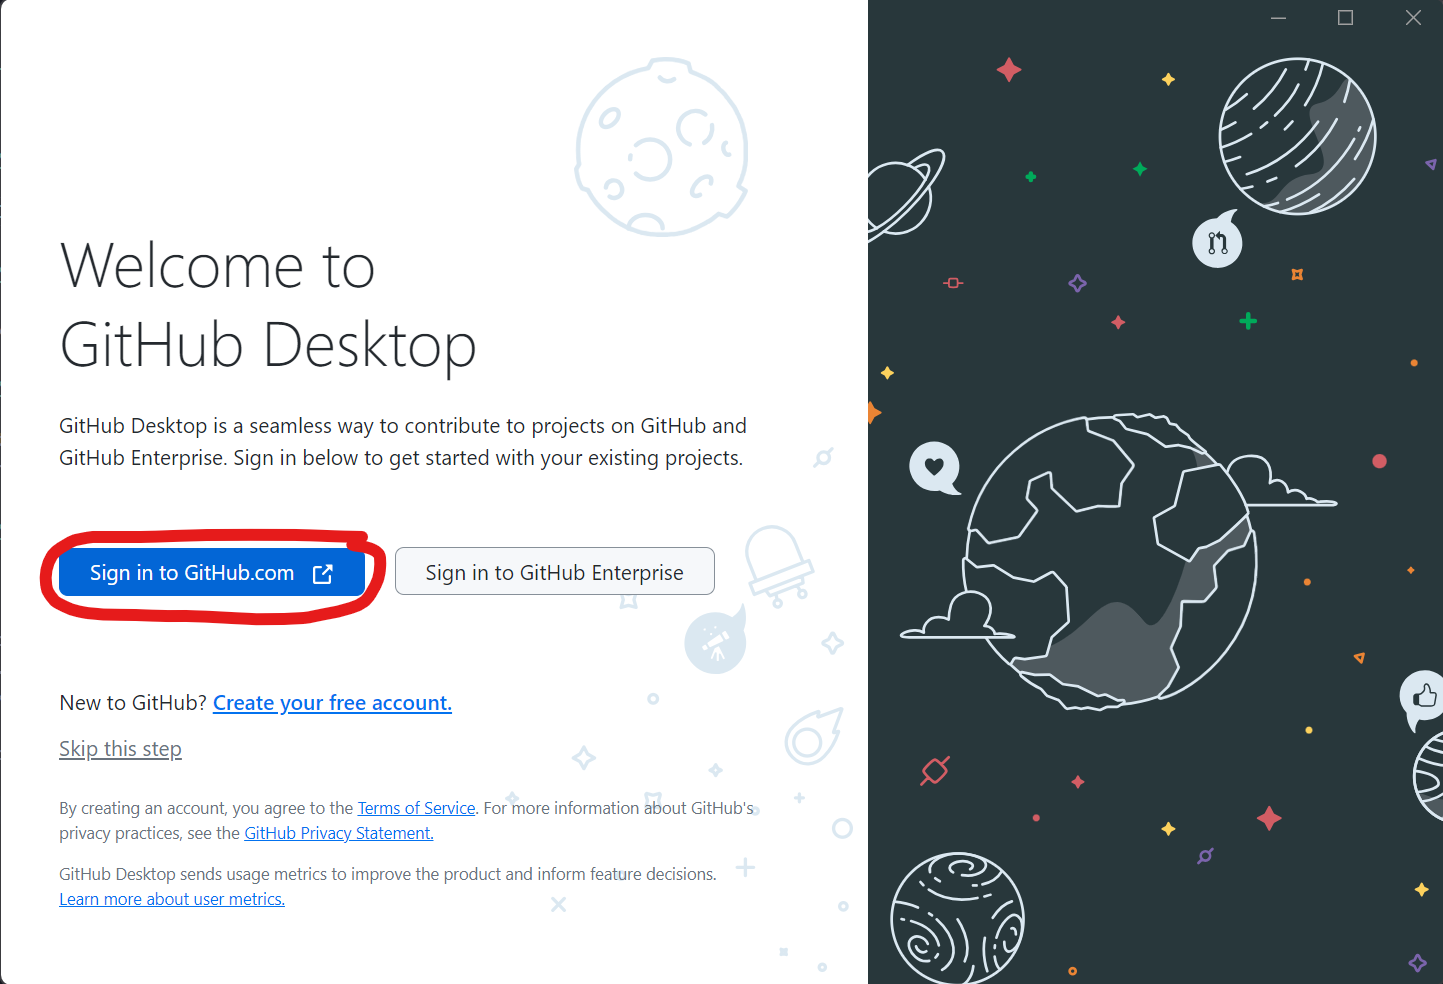 Welcome to
GitHub Desktop
GitHub Desktop is a seamless way to contribute to projects on GitHub and
GitHub Enterprise. Sign in below to get started with your existing projects.
Sign in to GitHub.com
Sign in to GitHub Enterprise
New to GitHub? Create your free account.
Skip this step
By creating an account, you agree to the Terms of Service. For more information about GitHub's
privacy practices, see the GitHub Privacy Statement.
GitHub Desktop sends usage metrics to improve the product and inform feature decisions.
Learn more about user metrics.